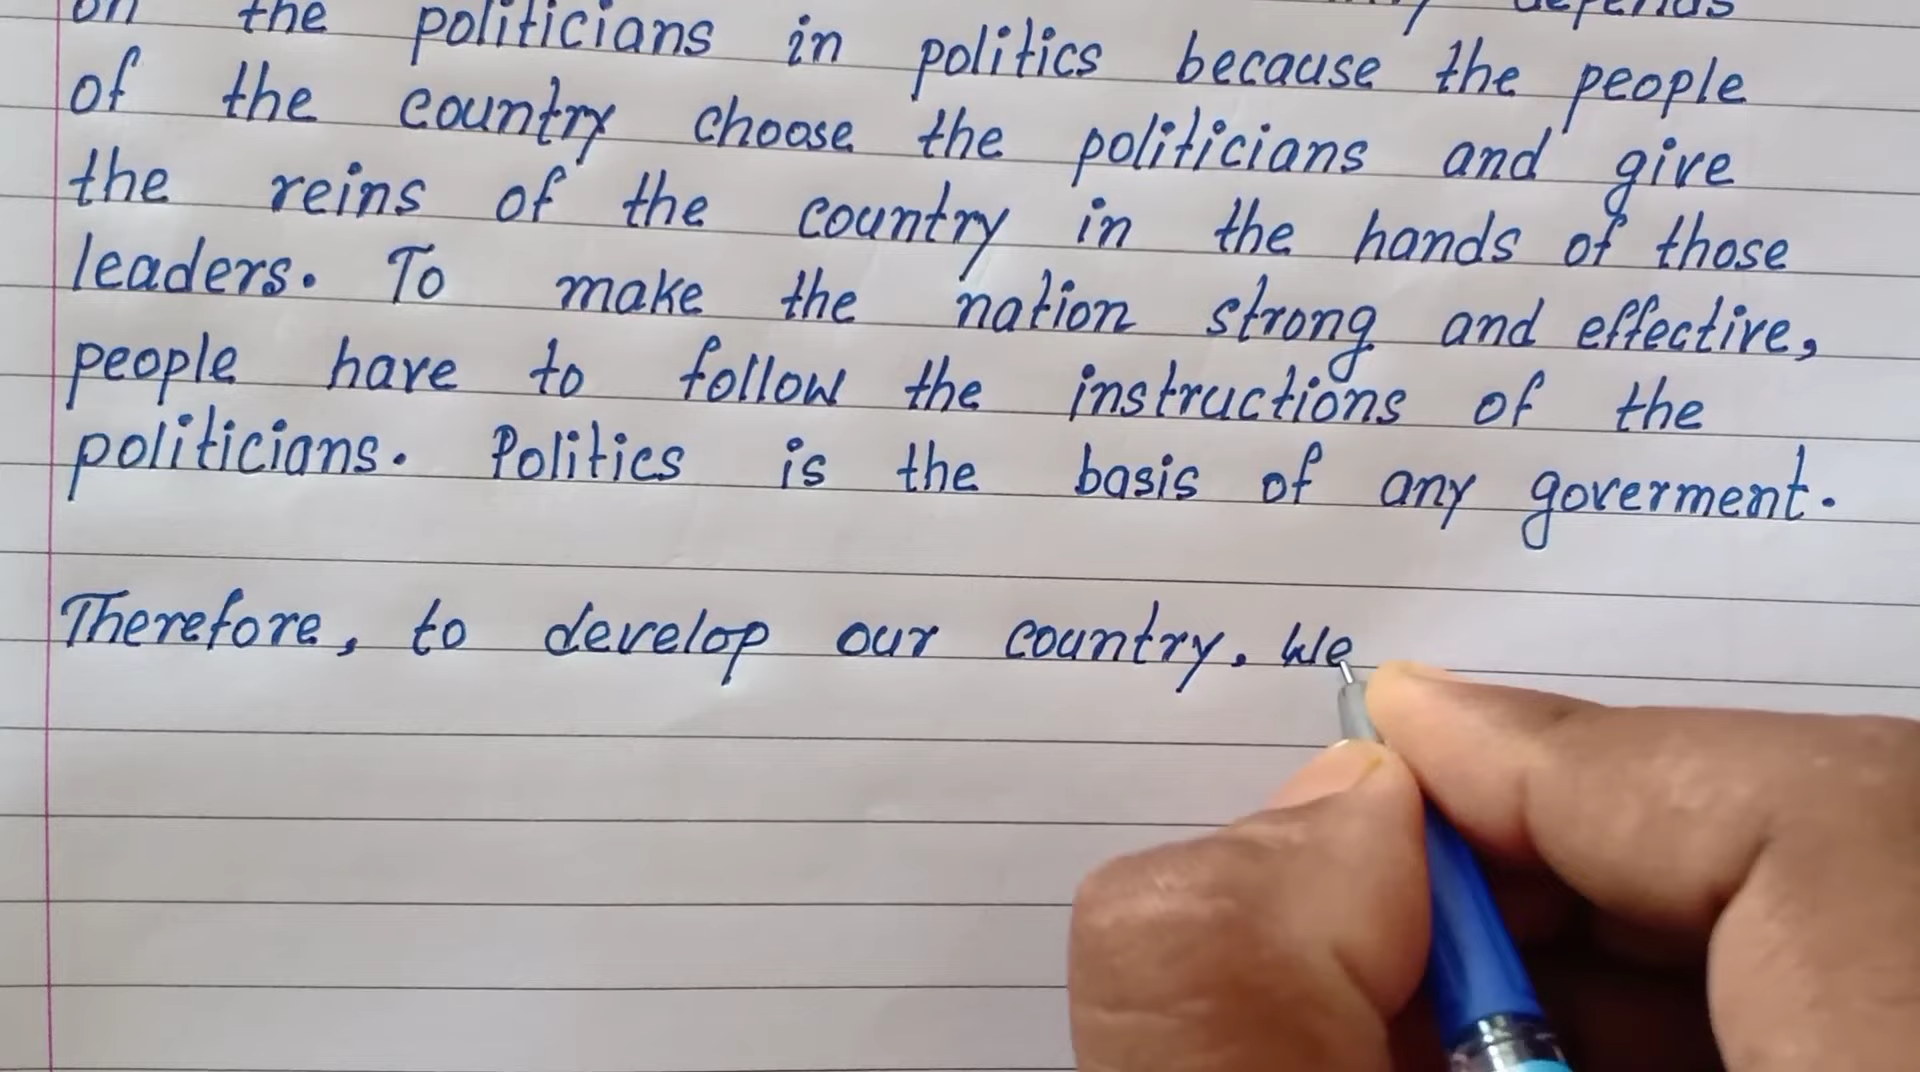 on the politicians in politics because the people
of the country choose the politicians and give
the reins of the country in the hands of those
leaders. To make the nation strong and effective,
people have to follow the instructions of the
politicians. Politics is the basis of any goverment.
Therefore, to develop our country. We